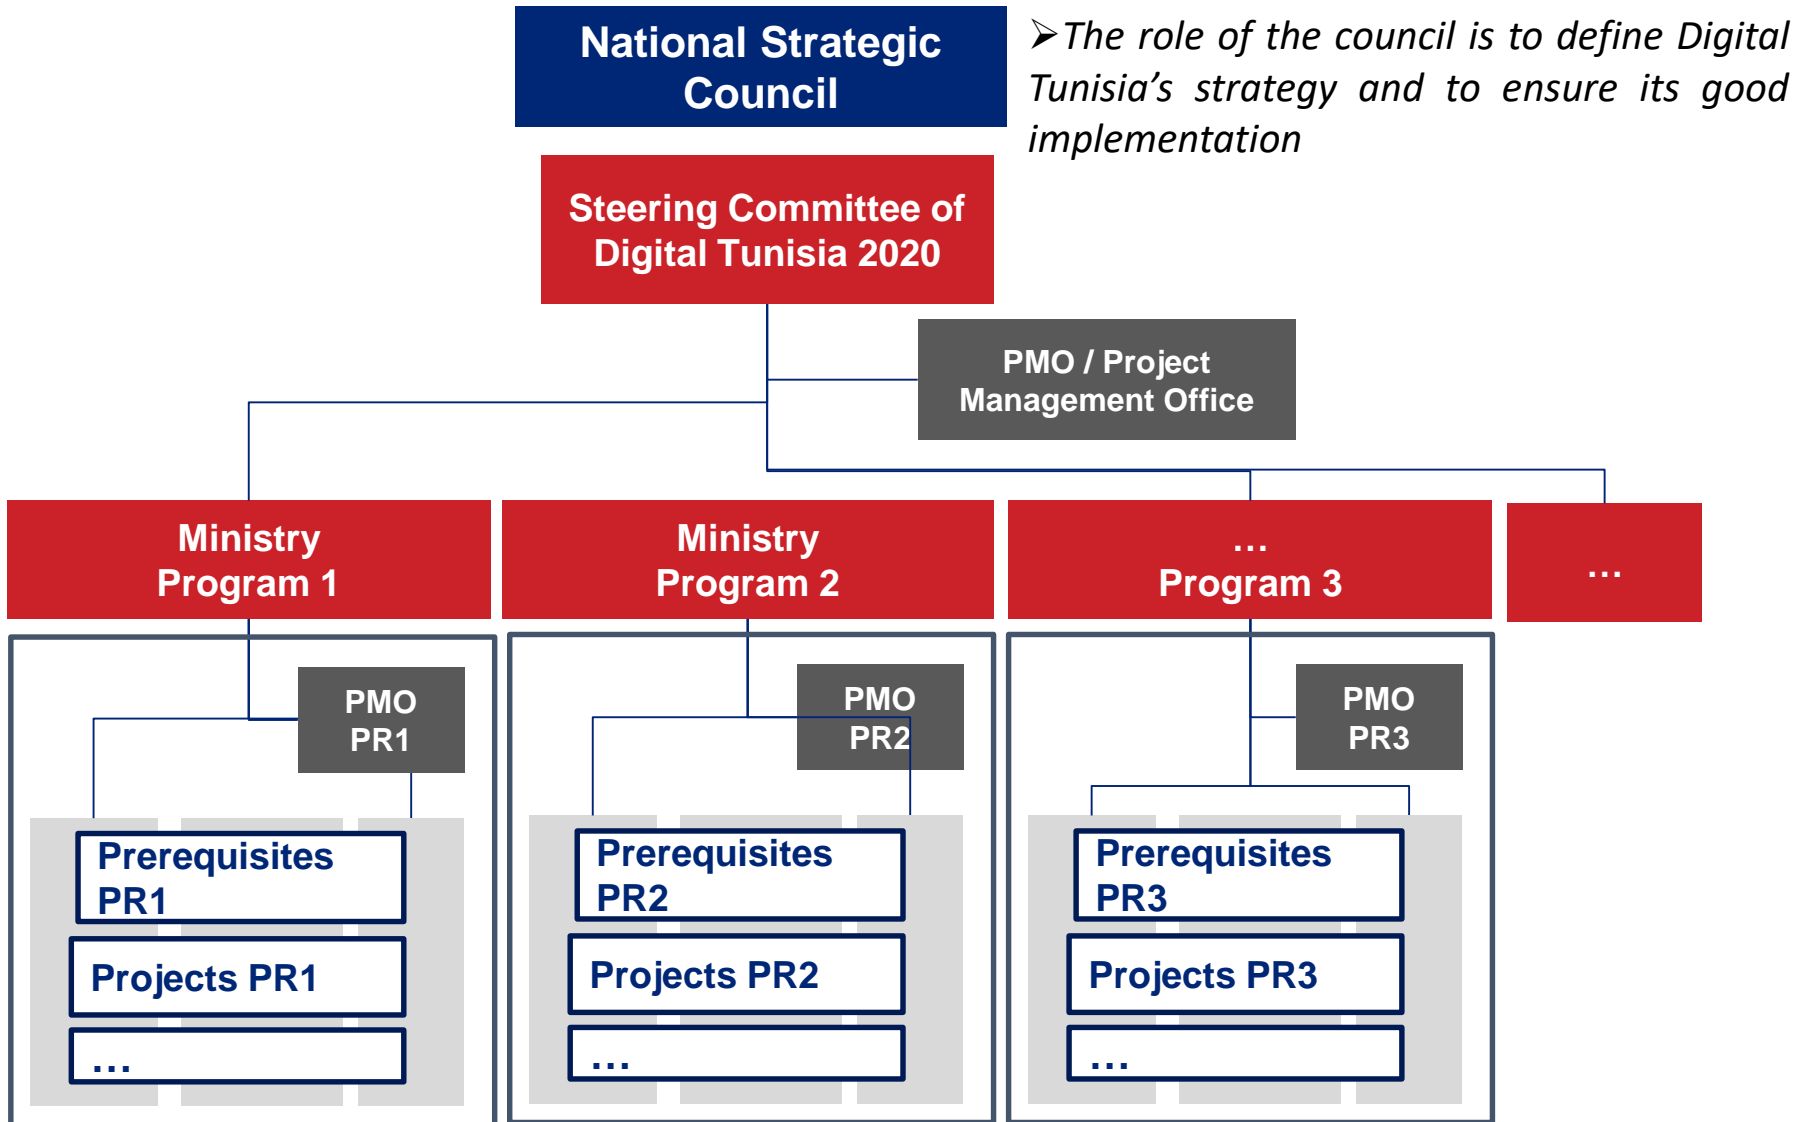 National Strategic
Council
➢The role of the council is to define Digital
Tunisia’s strategy and to ensure its good
implementation
Steering Committee of
Digital Tunisia 2020
PMO / Project
Management Office
Ministry
Program 1
Ministry
Program 2
…
Program 3
…
PMO
PR1
PMO
PR2
PMO
PR3
Prerequisites
PR1
Prerequisites
PR2
Prerequisites
PR3
Projects PR1
Projects PR2
Projects PR3
…
…
…